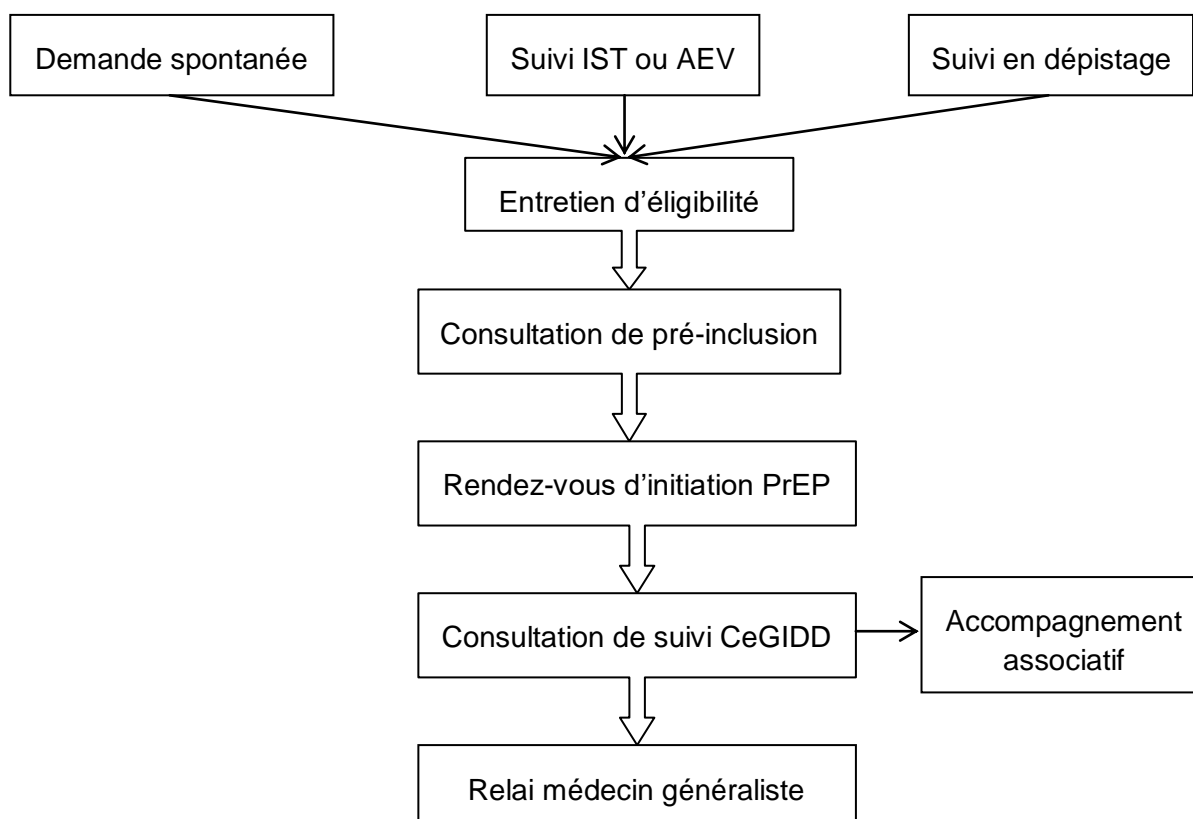 Demande spontanée
Suivi IST ou AEV
Suivi en dépistage
Entretien d’éligibilité
Consultation de pré-inclusion
Rendez-vous d’initiation PrEP
Consultation de suivi CeGIDD
Accompagnement
associatif
Relai médecin généraliste